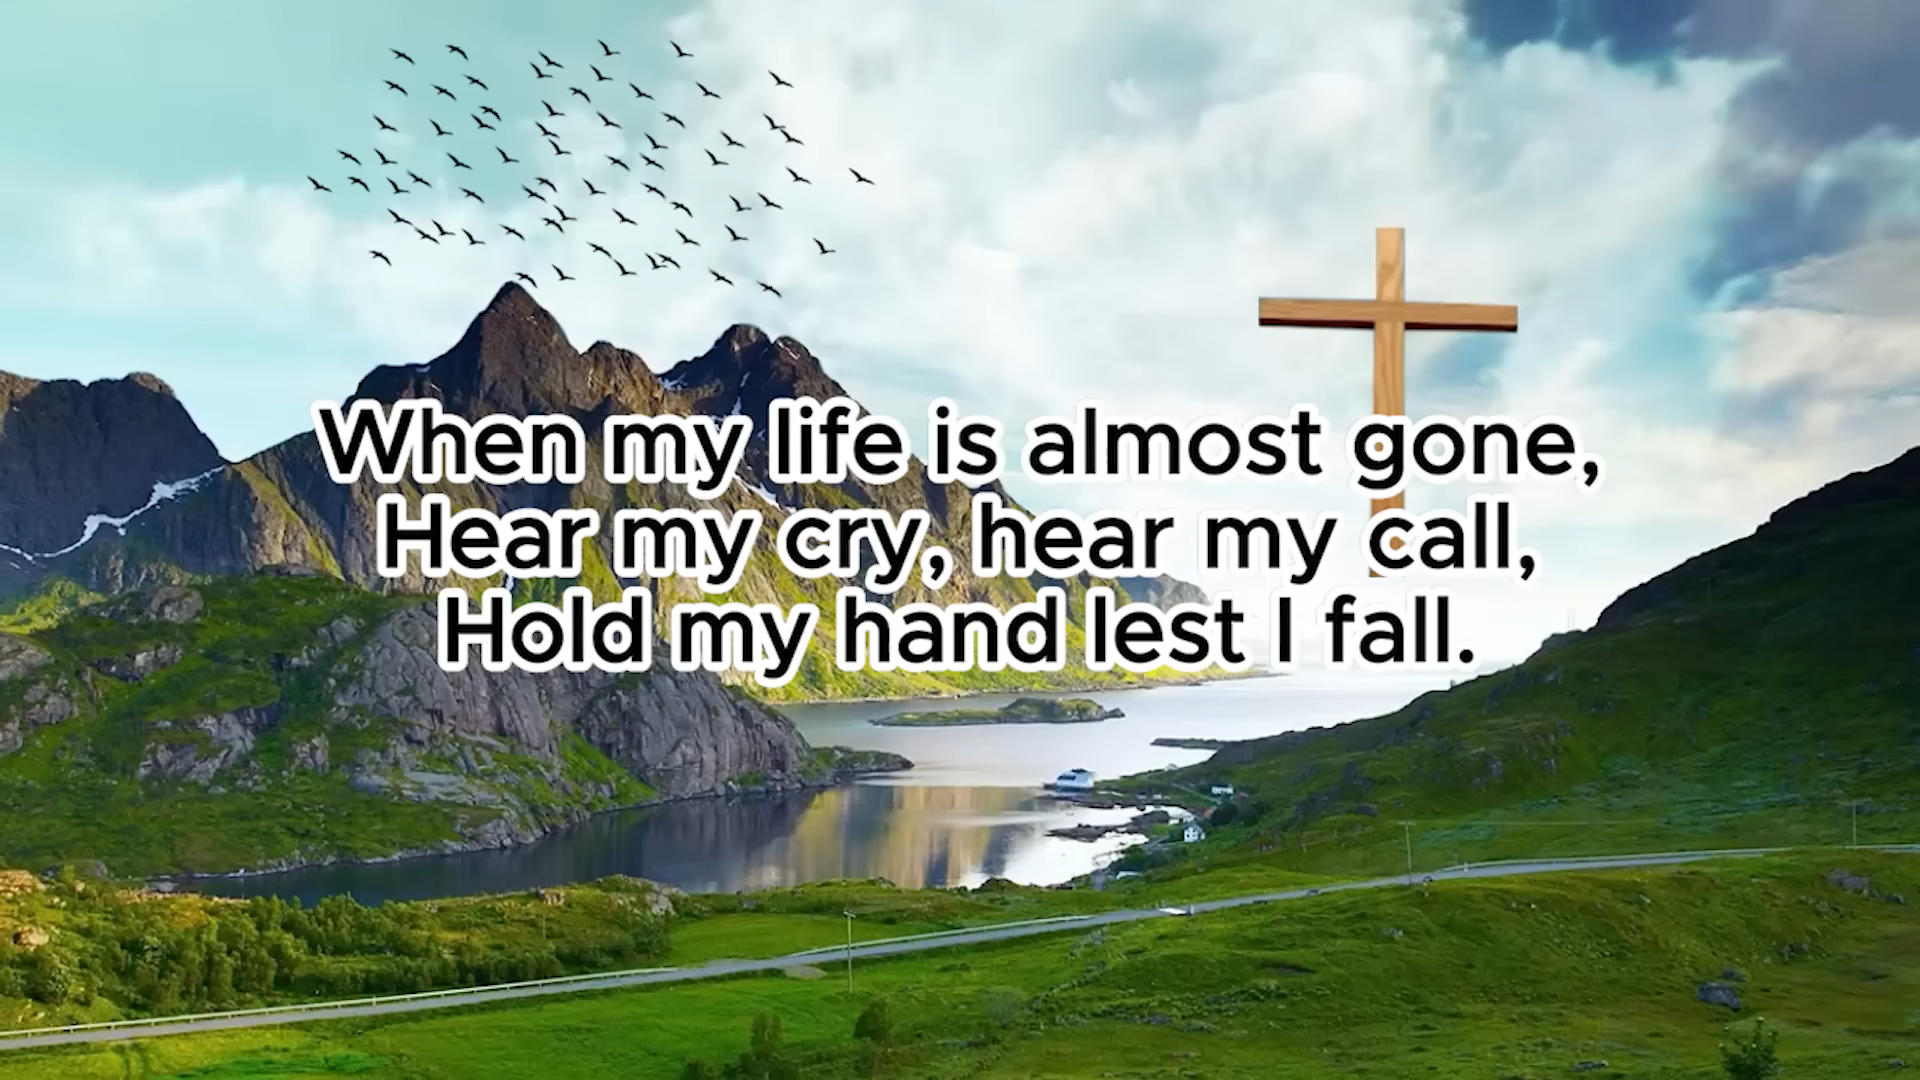 When my life is almost gone,
Hear my cry, hear my call,
Hold my hand lest I fall.